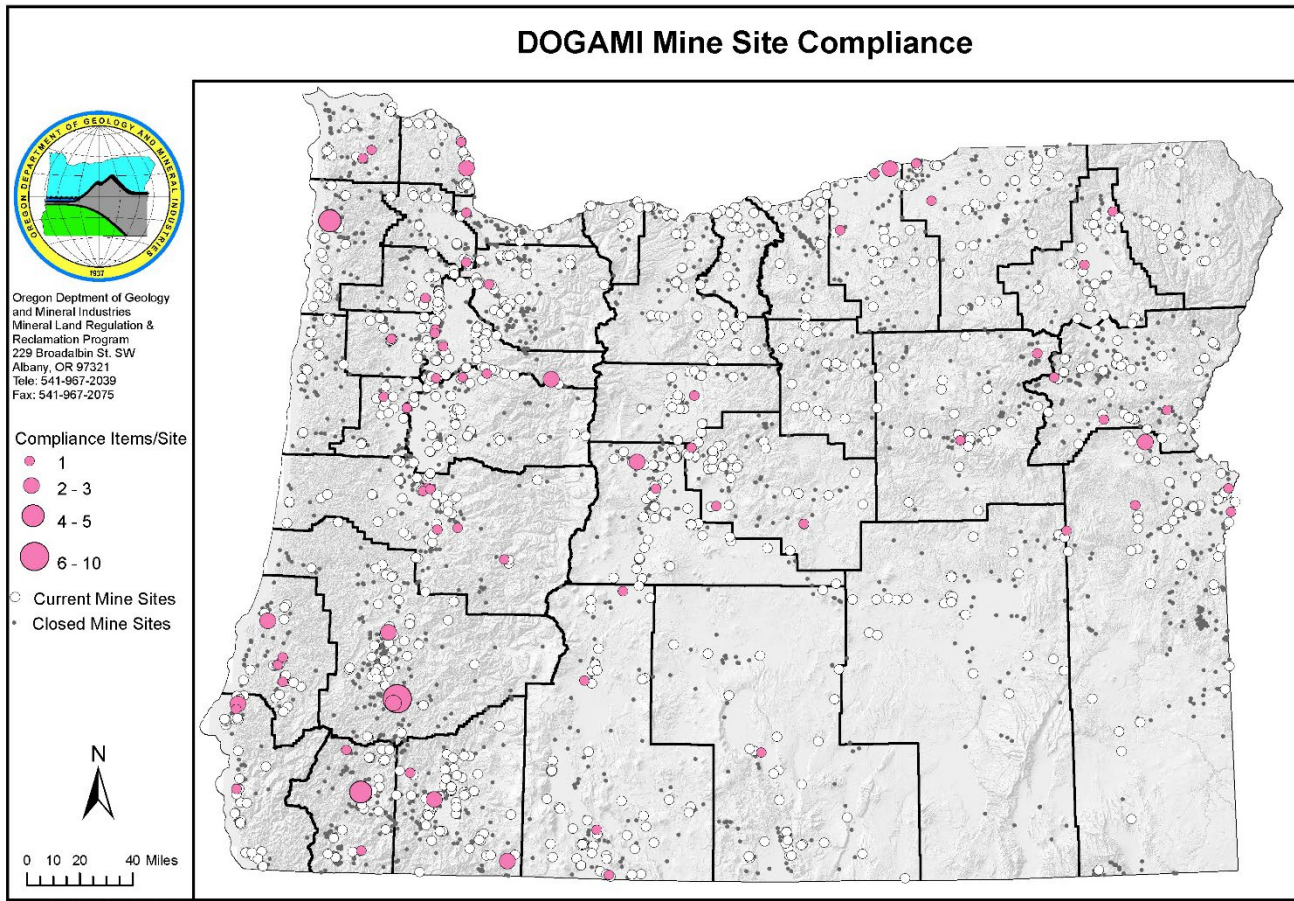 DOGAMI Mine Site Compliance
OREGON DEPARTMENT OF GEOLOGY AND MINERAL INDUSTRIES
1937
Oregon Deptment of Geology
and Mineral Industries
Mineral Land Regulation &
Reclamation Program
229 Broadalbin St. SW
Albany, OR 97321
Tele: 541-967-2039
Fax: 541-967-2075
Compliance Items/Site
1
2 - 3
4 - 5
6 - 10
Current Mine Sites
Closed Mine Sites
N
0 10 20 40 Miles